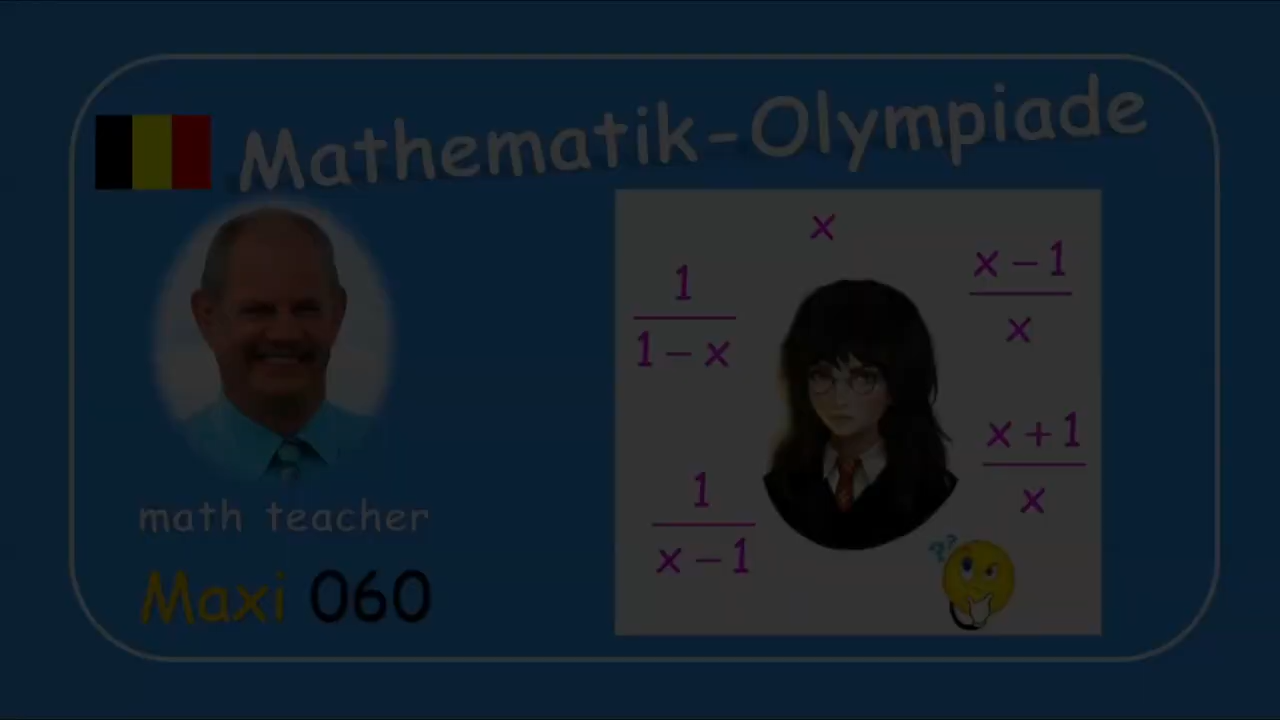 Mathematik-Olympiade
x
1
1 – x
x – 1
x
x + 1
x
1
x – 1
??
math teacher
Maxi 060